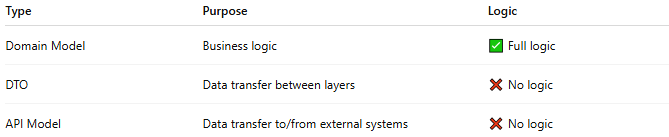 Type Purpose Logic
Domain Model Business logic ✅ Full logic
DTO Data transfer between layers ❌ No logic
API Model Data transfer to/from external systems ❌ No logic